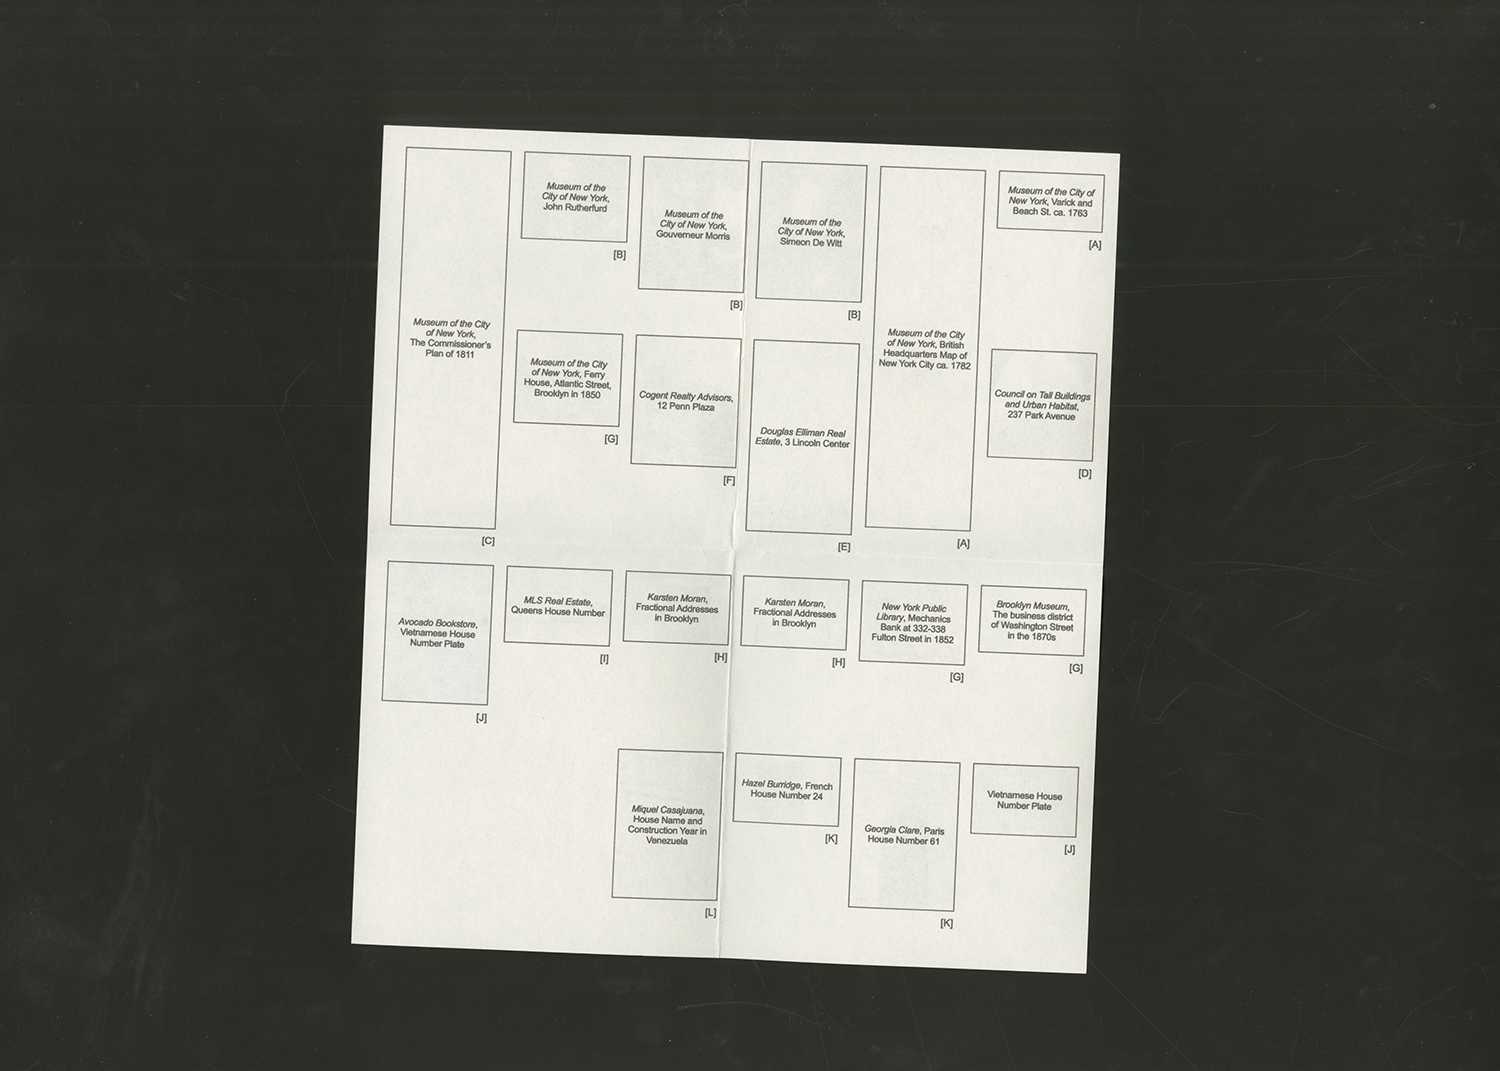 Museum of the City
of New York,
The Commissioner's
Plan of 1811
[C]
Museum of the
City of New York,
John Rutherfurd
[B]
Museum of the
City of New York,
Gouverneur Morris
[B]
Museum of the
City of New York,
Simeon De Witt
[B]
Museum of the City
of New York, British
Headquarters Map of
New York City ca. 1782
[A]
Museum of the City of
New York, Varick and
Beach St. ca. 1763
[A]
Museum of the City
of New York, Ferry
House, Atlantic Street,
Brooklyn in 1850
[G]
Cogent Realty Advisors,
12 Penn Plaza
[F]
Douglas Elliman Real
Estate, 3 Lincoln Center
[E]
Council on Tall Buildings
and Urban Habitat,
237 Park Avenue
[D]
Avocado Bookstore,
Vietnamese House
Number Plate
[J]
MLS Real Estate,
Queens House Number
[I]
Karsten Moran,
Fractional Addresses
in Brooklyn
[H]
Karsten Moran,
Fractional Addresses
in Brooklyn
[H]
New York Public
Library, Mechanics
Bank at 332-338
Fulton Street in 1852
[G]
Brooklyn Museum,
The business district
of Washington Street
in the 1870s
[G]
Miquel Casajuana,
House Name and
Construction Year in
Venezuela
[L]
Hazel Burridge, French
House Number 24
[K]
Georgia Clare, Paris
House Number 61
[K]
Vietnamese House
Number Plate
[J]